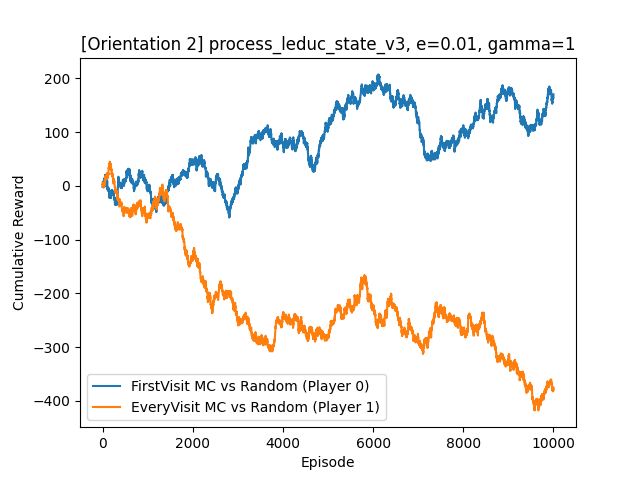 [Orientation 2] process_leduc_state_v3, e=0.01, gamma=1
Cumulative Reward
200
100
0
−100
−200
−300
−400
FirstVisit MC vs Random (Player 0)
EveryVisit MC vs Random (Player 1)
0
2000
4000
6000
8000
10000
Episode